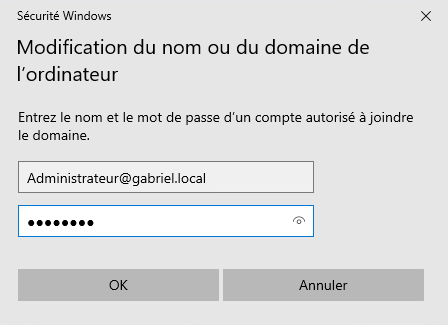 Sécurité Windows
Modification du nom ou du domaine de
l’ordinateur
Entrez le nom et le mot de passe d’un compte autorisé à joindre
le domaine.
Administrateur@gabriel.local
●●●●●●●●
OK Annuler